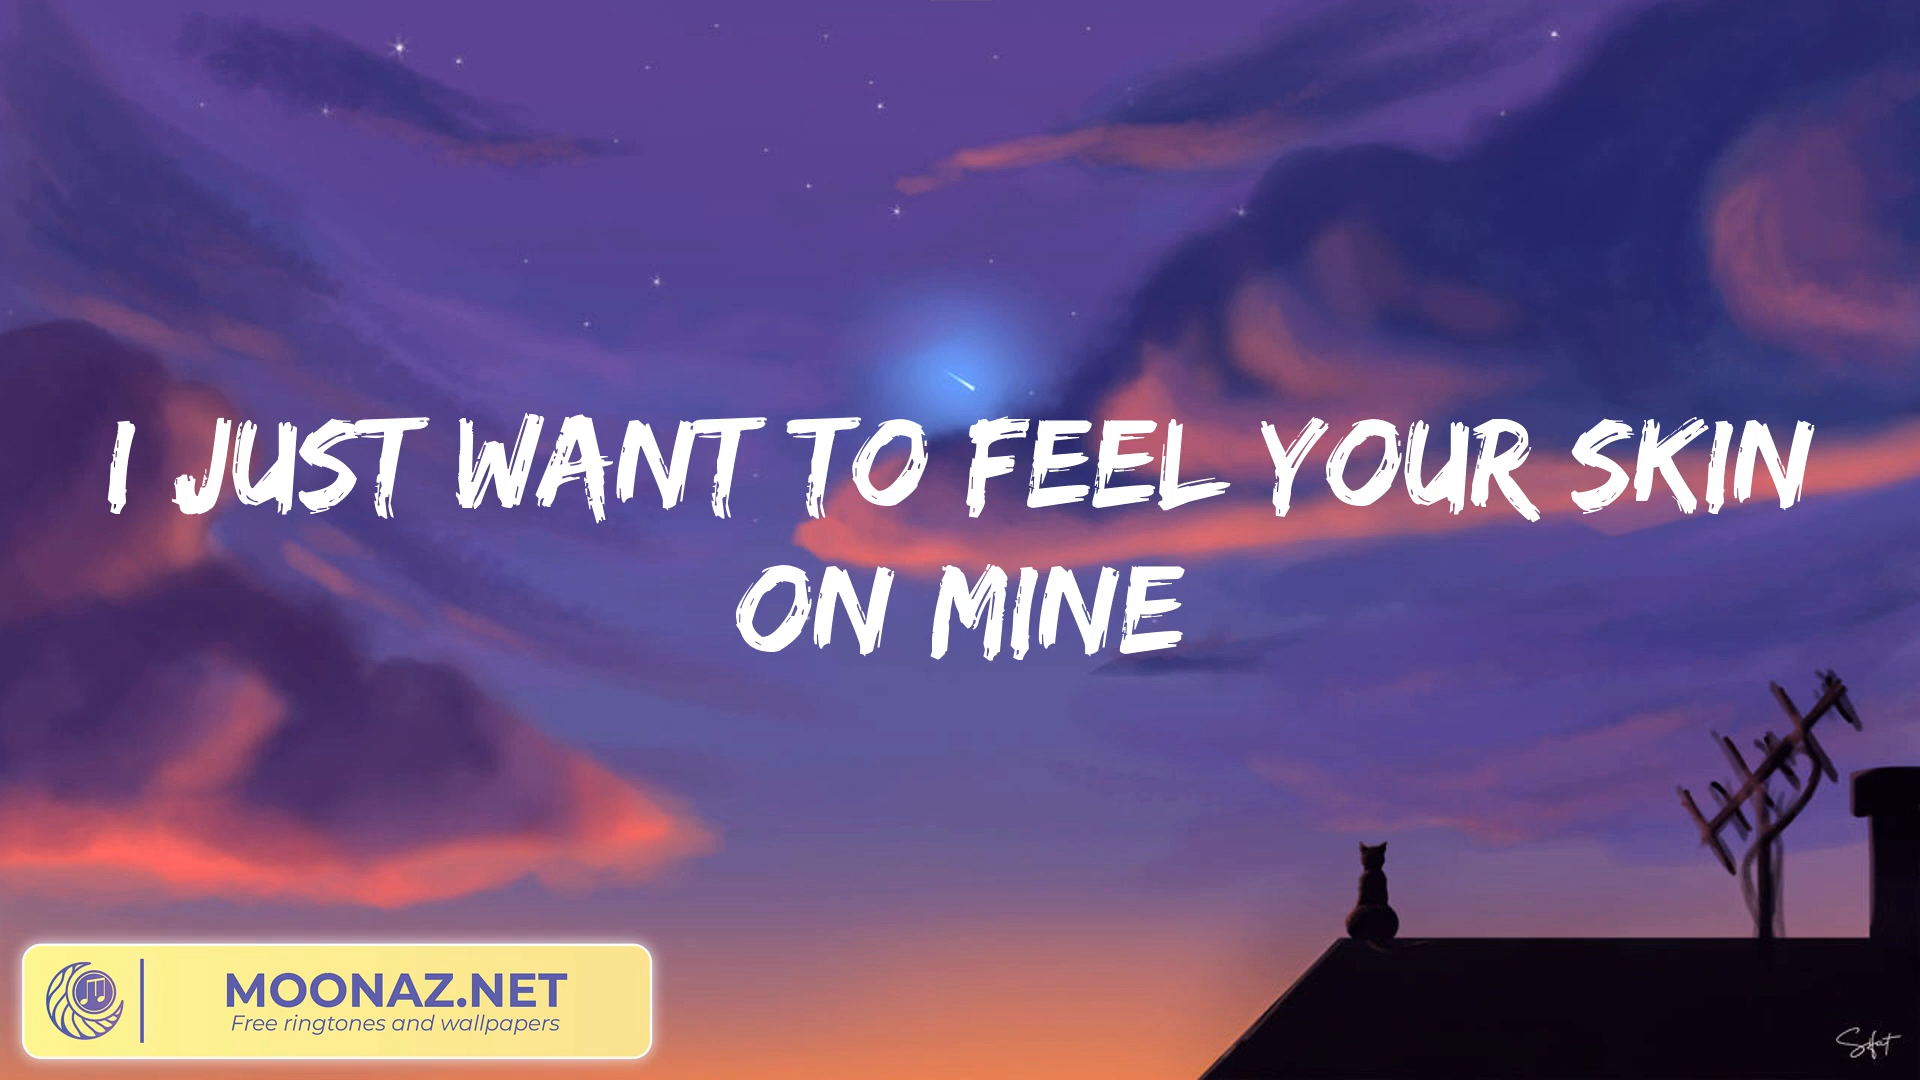 I JUST WANT TO FEEL YOUR SKIN
ON MINE
MOONAZ.NET
Free ringtones and wallpapers